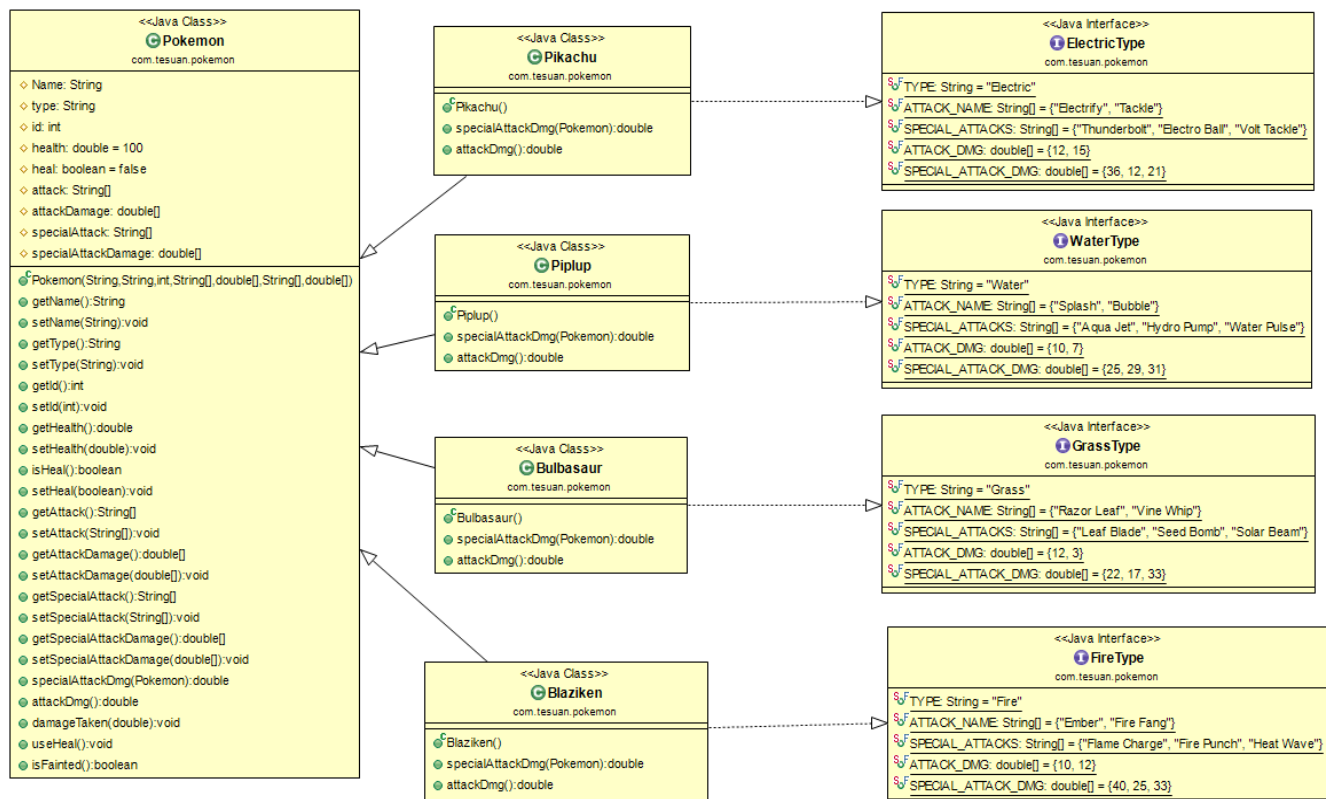 <<Java Class>>
Pokemon
com.tesuan.pokemon
Name: String
type: String
id: int
health: double = 100
heal: boolean = false
attack: String[]
attackDamage: double[]
specialAttack: String[]
specialAttackDamage: double[]
Pokemon(String,String,int,String[],double[],String[],double[])
getName():String
setName(String):void
getType():String
setType(String):void
getId():int
setId(int):void
getHealth():double
setHealth(double):void
isHeal():boolean
setHeal(boolean):void
getAttack():String[]
setAttack(String[]):void
getAttackDamage():double[]
setAttackDamage(double[]):void
getSpecialAttack():String[]
setSpecialAttack(String[]):void
getSpecialAttackDamage():double[]
setSpecialAttackDamage(double[]):void
specialAttackDmg(Pokemon):double
attackDmg():double
damageTaken(double):void
useHeal():void
isFainted():boolean
<<Java Class>>
Pikachu
com.tesuan.pokemon
Pikachu()
specialAttackDmg(Pokemon):double
attackDmg():double
<<Java Class>>
Piplup
com.tesuan.pokemon
Piplup()
specialAttackDmg(Pokemon):double
attackDmg():double
<<Java Class>>
Bulbasaur
com.tesuan.pokemon
Bulbasaur()
specialAttackDmg(Pokemon):double
attackDmg():double
<<Java Class>>
Blaziken
com.tesuan.pokemon
Blaziken()
specialAttackDmg(Pokemon):double
attackDmg():double
<<Java Interface>>
ElectricType
com.tesuan.pokemon
TYPE: String = "Electric"
ATTACK_NAME: String[] = {"Electrify", "Tackle"}
SPECIAL_ATTACKS: String[] = {"Thunderbolt", "Electro Ball", "Volt Tackle"}
ATTACK_DMG: double[] = {12, 15}
SPECIAL_ATTACK_DMG: double[] = {36, 12, 21}
<<Java Interface>>
WaterType
com.tesuan.pokemon
TYPE: String = "Water"
ATTACK_NAME: String[] = {"Splash", "Bubble"}
SPECIAL_ATTACKS: String[] = {"Aqua Jet", "Hydro Pump", "Water Pulse"}
ATTACK_DMG: double[] = {10, 7}
SPECIAL_ATTACK_DMG: double[] = {25, 29, 31}
<<Java Interface>>
GrassType
com.tesuan.pokemon
TYPE: String = "Grass"
ATTACK_NAME: String[] = {"Razor Leaf", "Vine Whip"}
SPECIAL_ATTACKS: String[] = {"Leaf Blade", "Seed Bomb", "Solar Beam"}
ATTACK_DMG: double[] = {12, 3}
SPECIAL_ATTACK_DMG: double[] = {22, 17, 33}
<<Java Interface>>
FireType
com.tesuan.pokemon
TYPE: String = "Fire"
ATTACK_NAME: String[] = {"Ember", "Fire Fang"}
SPECIAL_ATTACKS: String[] = {"Flame Charge", "Fire Punch", "Heat Wave"}
ATTACK_DMG: double[] = {10, 12}
SPECIAL_ATTACK_DMG: double[] = {40, 25, 33}